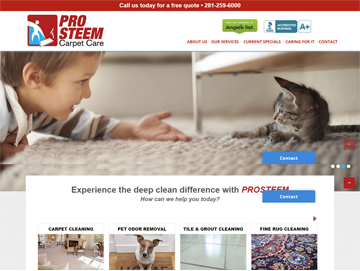 Call us today for a free quote • 281-259-6000
PRO
STEEM
Carpet Care
Angie's list
ACCREDITED
BUSINESS
A+
ABOUT US
OUR SERVICES
CURRENT SPECIALS
CARING FOR IT
CONTACT
Contact
Experience the deep clean difference with PROSTEEM
Contact
How can we help you today?
CARPET CLEANING
PET ODOR REMOVAL
TILE & GROUT CLEANING
FINE RUG CLEANING